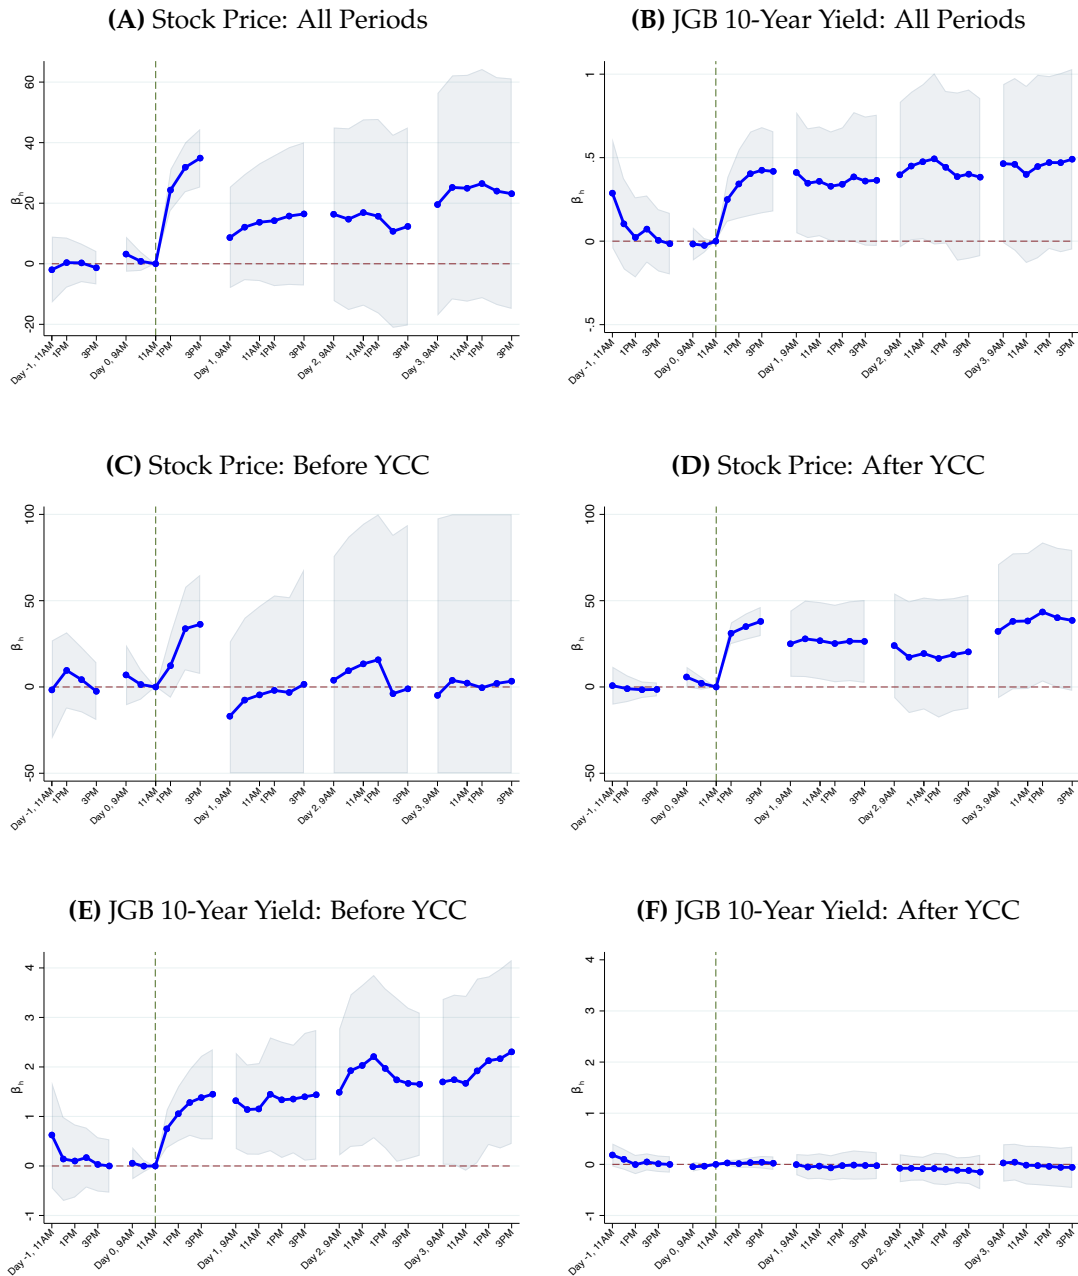 (A) Stock Price: All Periods
60
40
20
0
-20
β h
Day -1, 11AM
1PM
3PM
Day 0, 9AM
11AM
1PM
3PM
Day 1, 9AM
11AM
1PM
3PM
Day 2, 9AM
11AM
1PM
3PM
Day 3, 9AM
11AM
1PM
3PM
(B) JGB 10-Year Yield: All Periods
1
.5
0
-.5
β h
Day -1, 11AM
1PM
3PM
Day 0, 9AM
11AM
1PM
3PM
Day 1, 9AM
11AM
1PM
3PM
Day 2, 9AM
11AM
1PM
3PM
Day 3, 9AM
11AM
1PM
3PM
(C) Stock Price: Before YCC
100
50
0
-50
β h
Day -1, 11AM
1PM
3PM
Day 0, 9AM
11AM
1PM
3PM
Day 1, 9AM
11AM
1PM
3PM
Day 2, 9AM
11AM
1PM
3PM
Day 3, 9AM
11AM
1PM
3PM
(D) Stock Price: After YCC
100
50
0
-50
β h
Day -1, 11AM
1PM
3PM
Day 0, 9AM
11AM
1PM
3PM
Day 1, 9AM
11AM
1PM
3PM
Day 2, 9AM
11AM
1PM
3PM
Day 3, 9AM
11AM
1PM
3PM
(E) JGB 10-Year Yield: Before YCC
4
3
2
1
0
-1
β h
Day -1, 11AM
1PM
3PM
Day 0, 9AM
11AM
1PM
3PM
Day 1, 9AM
11AM
1PM
3PM
Day 2, 9AM
11AM
1PM
3PM
Day 3, 9AM
11AM
1PM
3PM
(F) JGB 10-Year Yield: After YCC
4
3
2
1
0
-1
β h
Day -1, 11AM
1PM
3PM
Day 0, 9AM
11AM
1PM
3PM
Day 1, 9AM
11AM
1PM
3PM
Day 2, 9AM
11AM
1PM
3PM
Day 3, 9AM
11AM
1PM
3PM